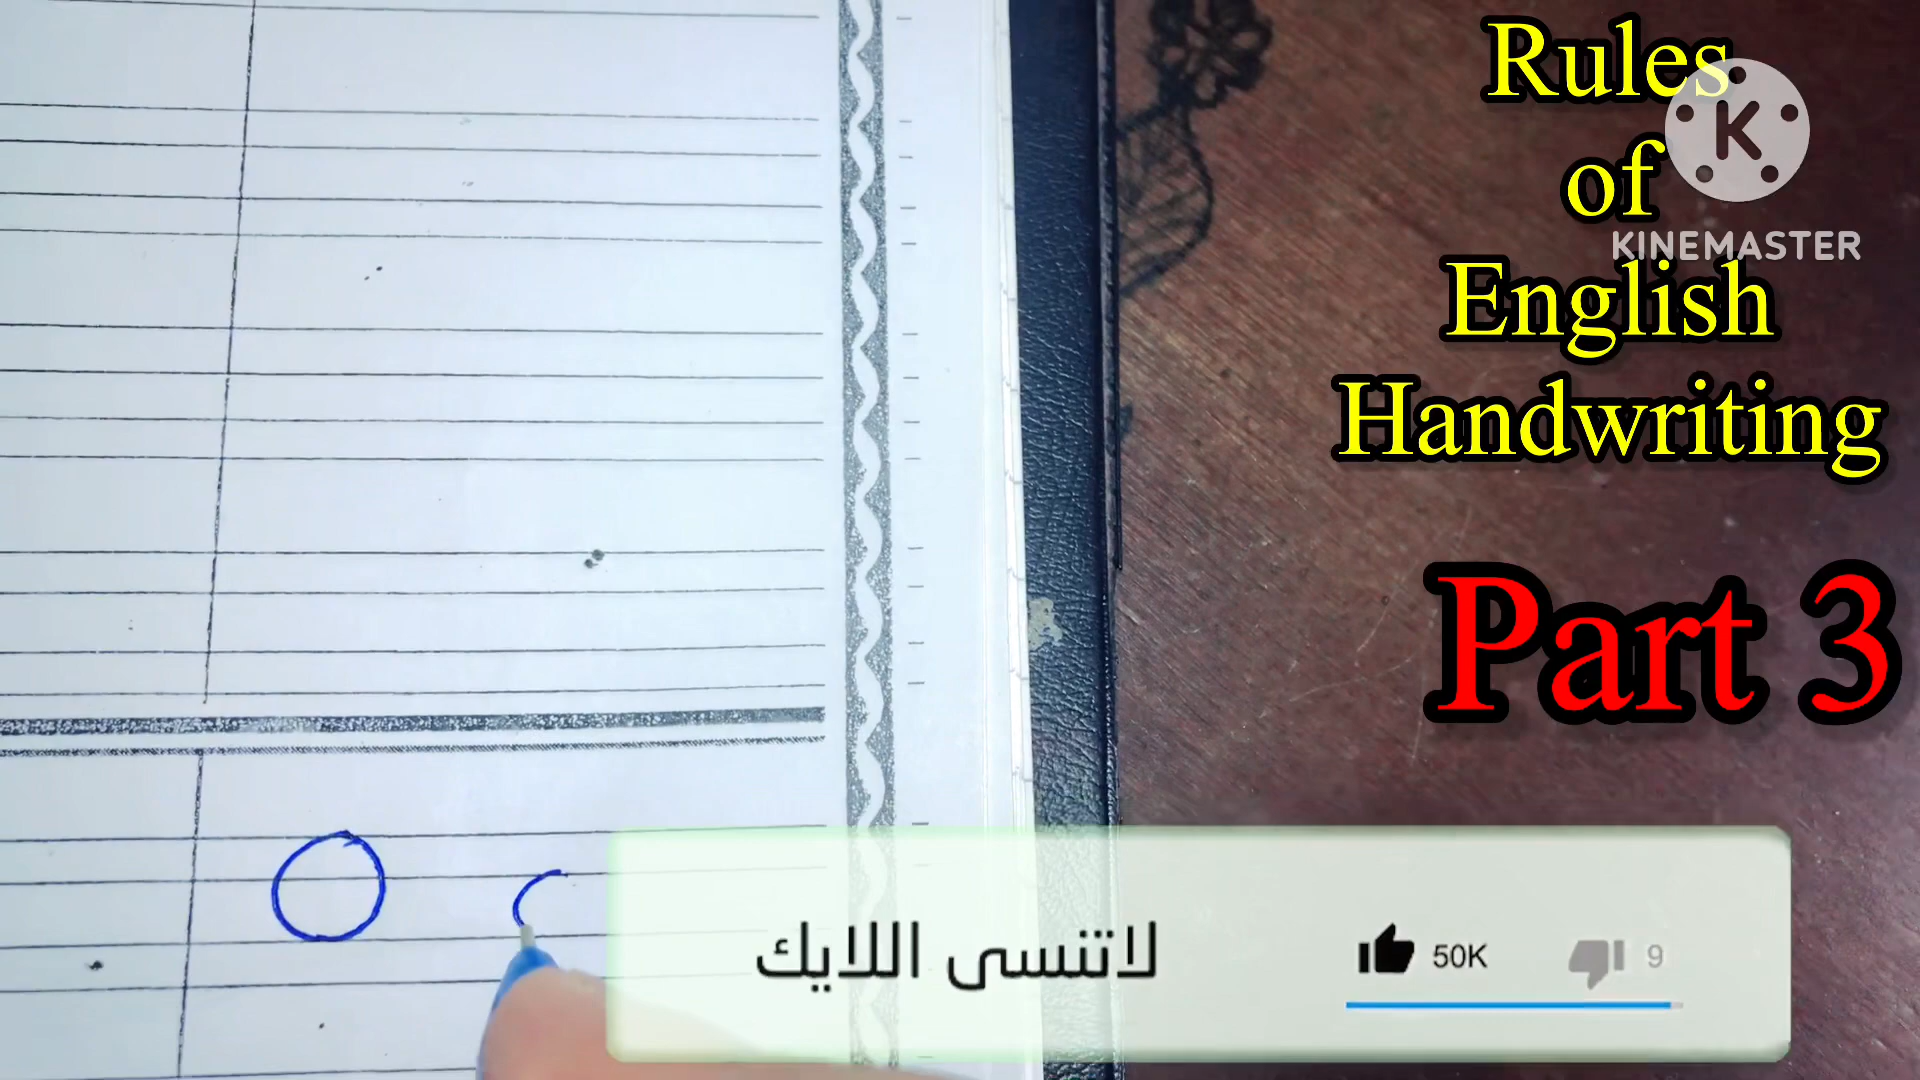 Rules
of
English
Handwriting
Part 3
K
KINEMASTER
O
لاتنسى اللايك
50K
9